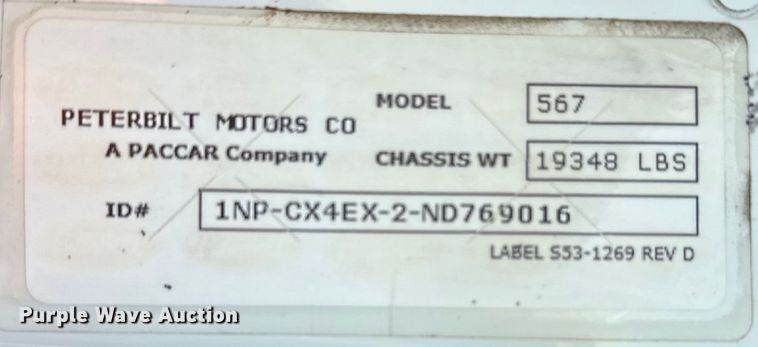 PETERBILT MOTORS CO
A PACCAR Company
MODEL 567
CHASSIS WT 19348 LBS
ID# 1NP-CX4EX-2-ND769016
LABEL S53-1269 REV D
Purple Wave Auction